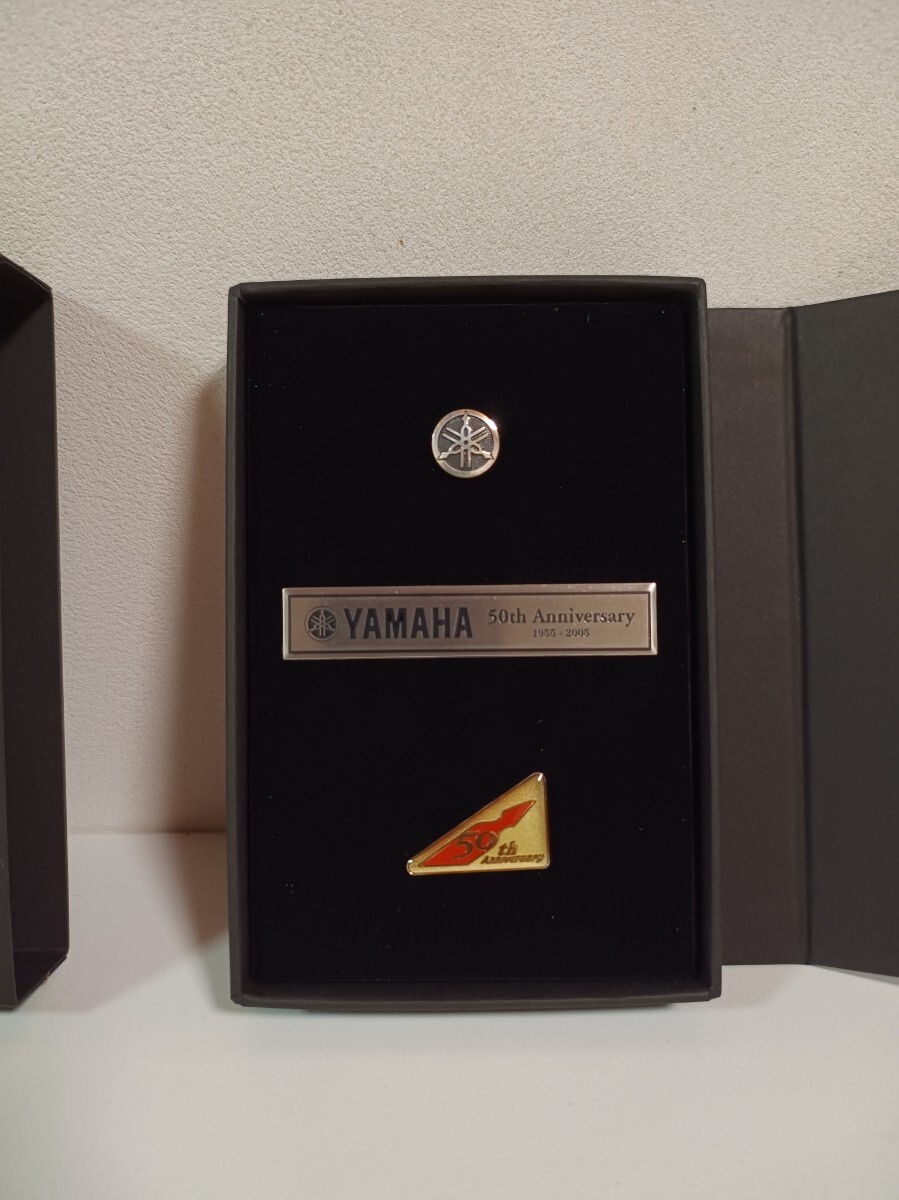 YAMAHA 50th Anniversary
1955 - 2005
50th
Anniversary